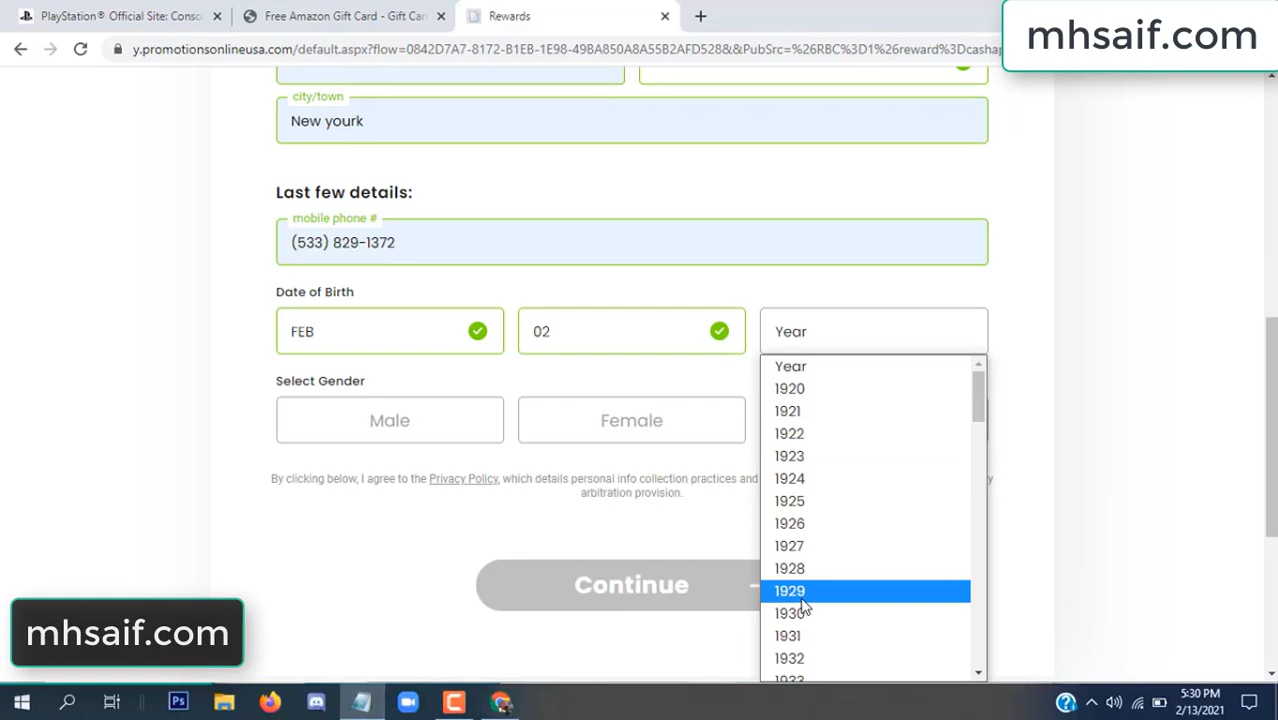 PlayStation® Official Site: Conso
Free Amazon Gift Card - Gift Car
Rewards
mhsaif.com
y.promotionsonlineusa.com/default.aspx?flow=0842D7A7-8172-B1EB-1E98-49BA850A8A55B2AFD528&&PubSrc=%26RBC%3D1%26reward%3Dcashap
city/town
New yourk
Last few details:
mobile phone #
(533) 829-1372
Date of Birth
FEB
02
Year
Select Gender
Male
Female
Year
1920
1921
1922
1923
1924
1925
1926
1927
1928
1929
1930
1931
1932
1933
By clicking below, I agree to the Privacy Policy, which details personal info collection practices and
arbitration provision.
Continue
mhsaif.com
Ps
5:30 PM
2/13/2021